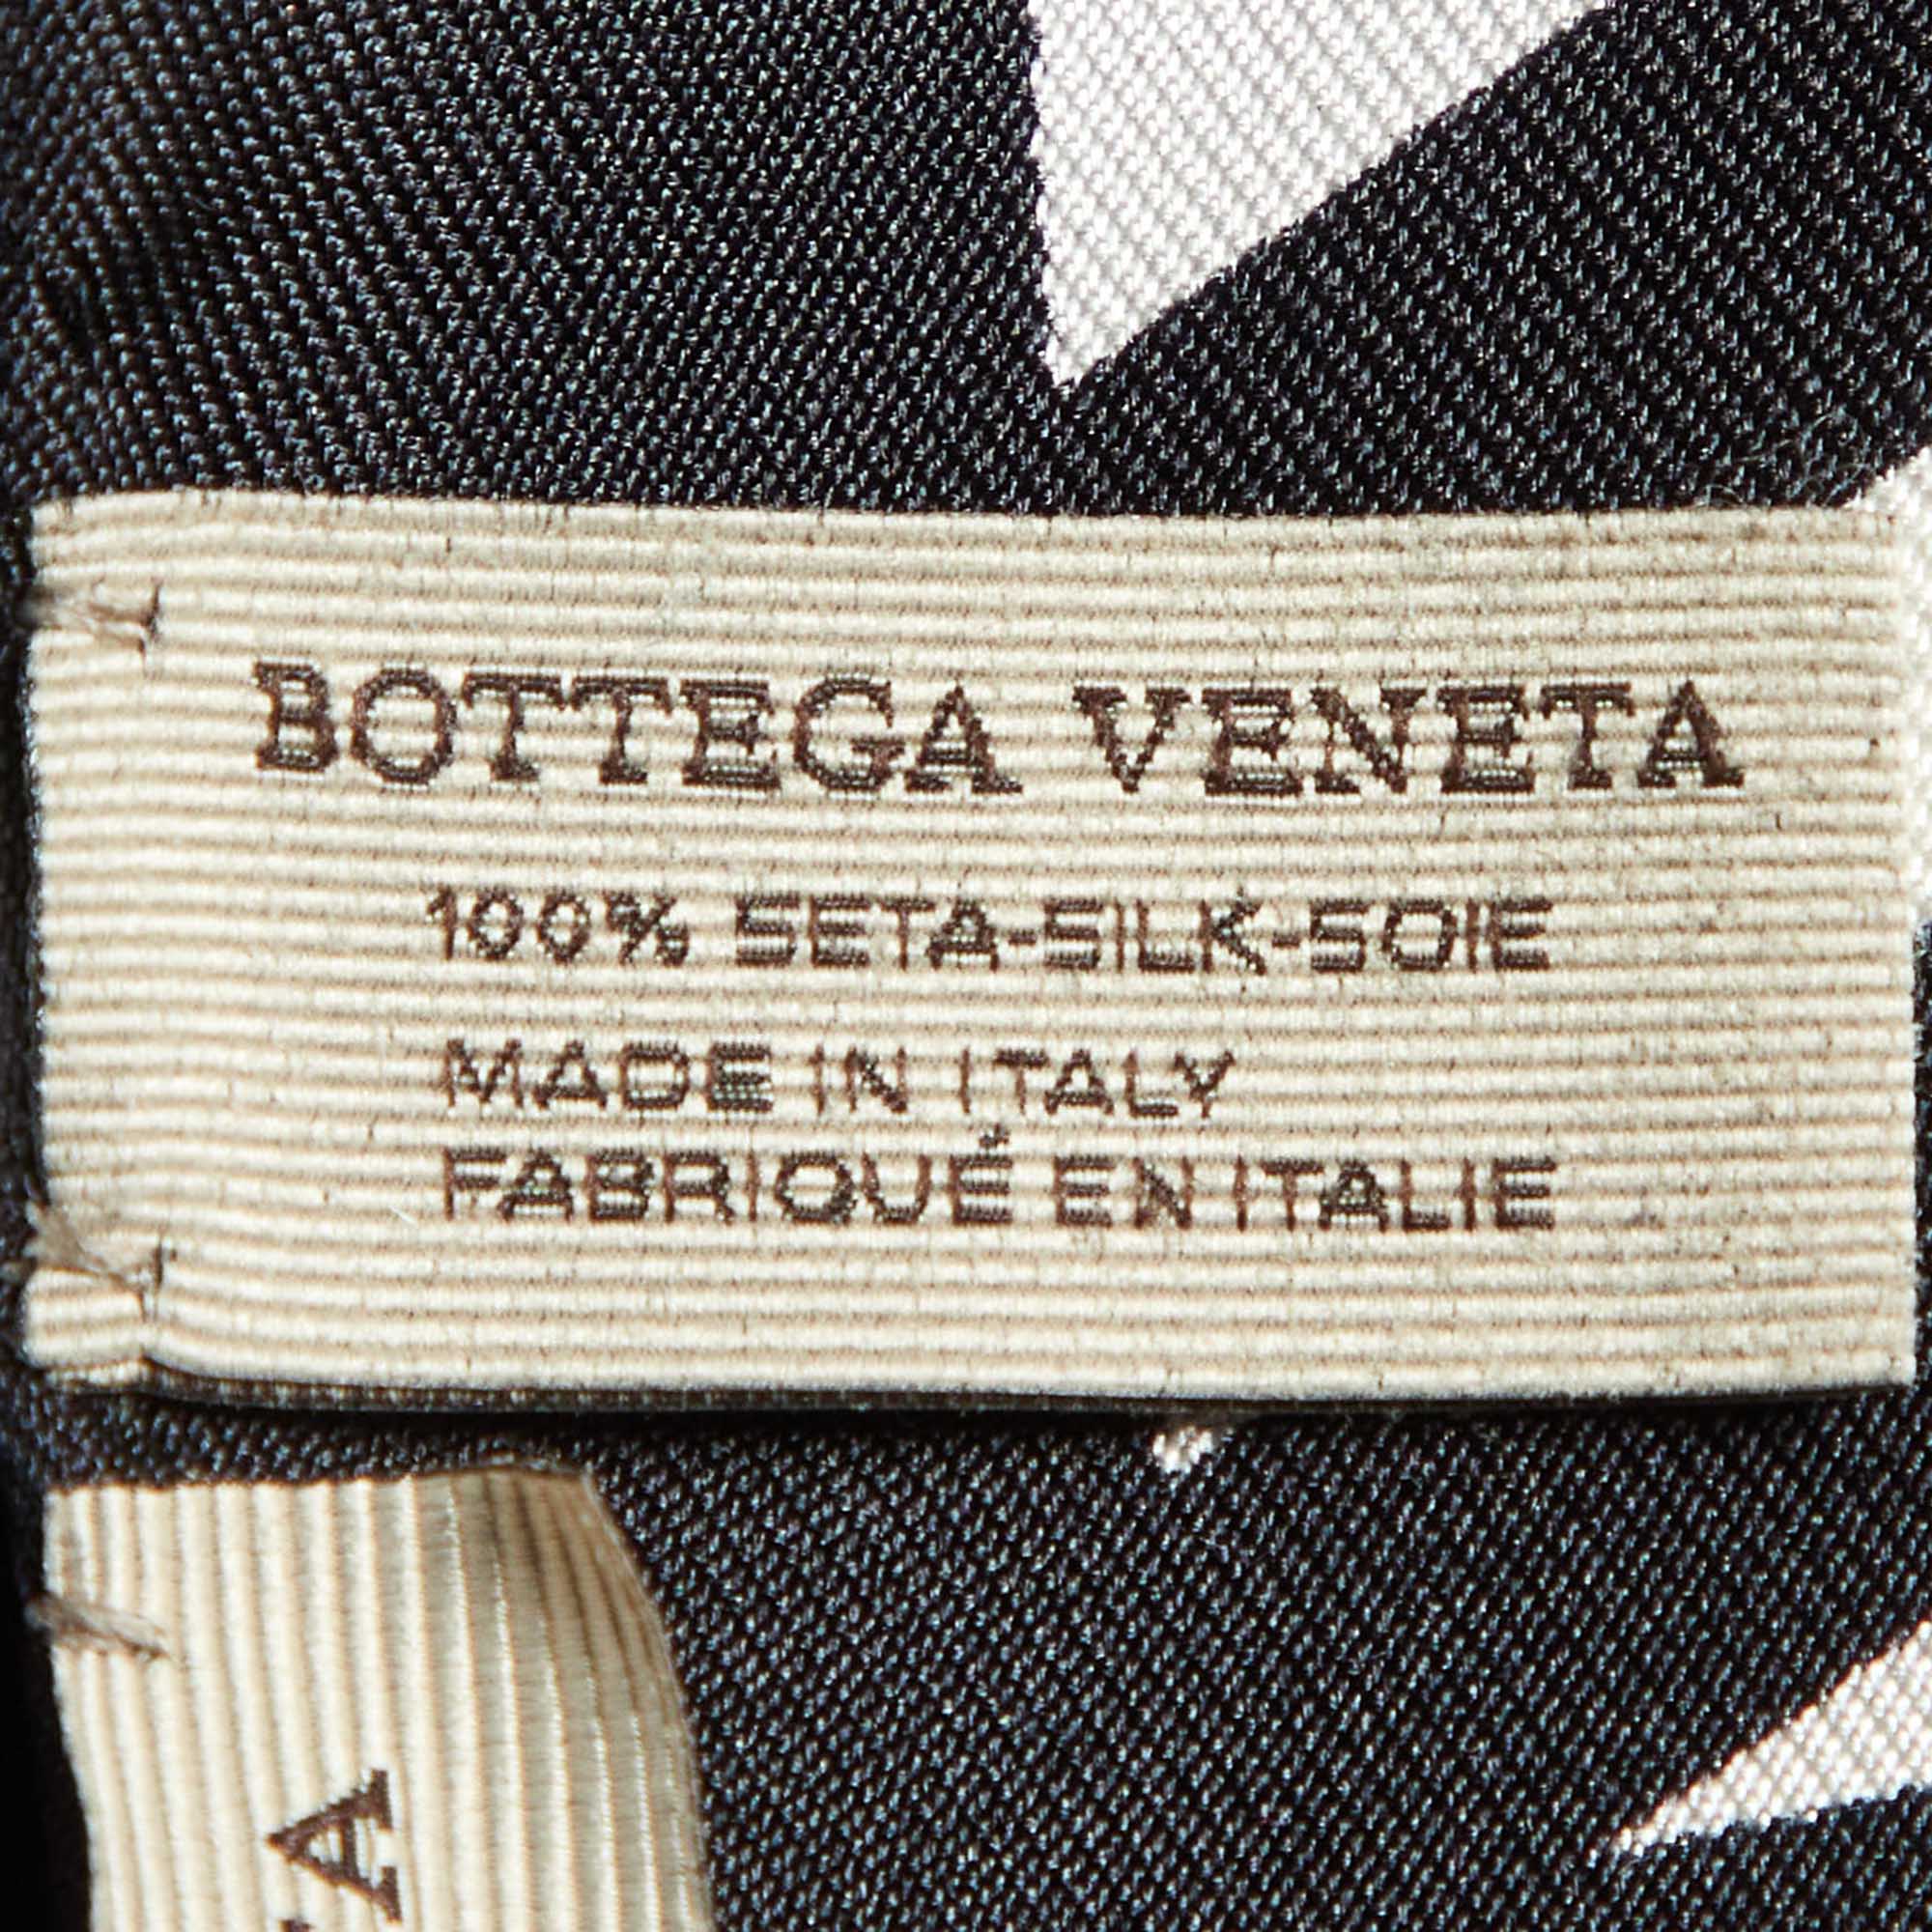 BOTTEGA VENETA
100% SETA-SILK-SOIE
MADE IN ITALY
FABRIQUÉ EN ITALIE